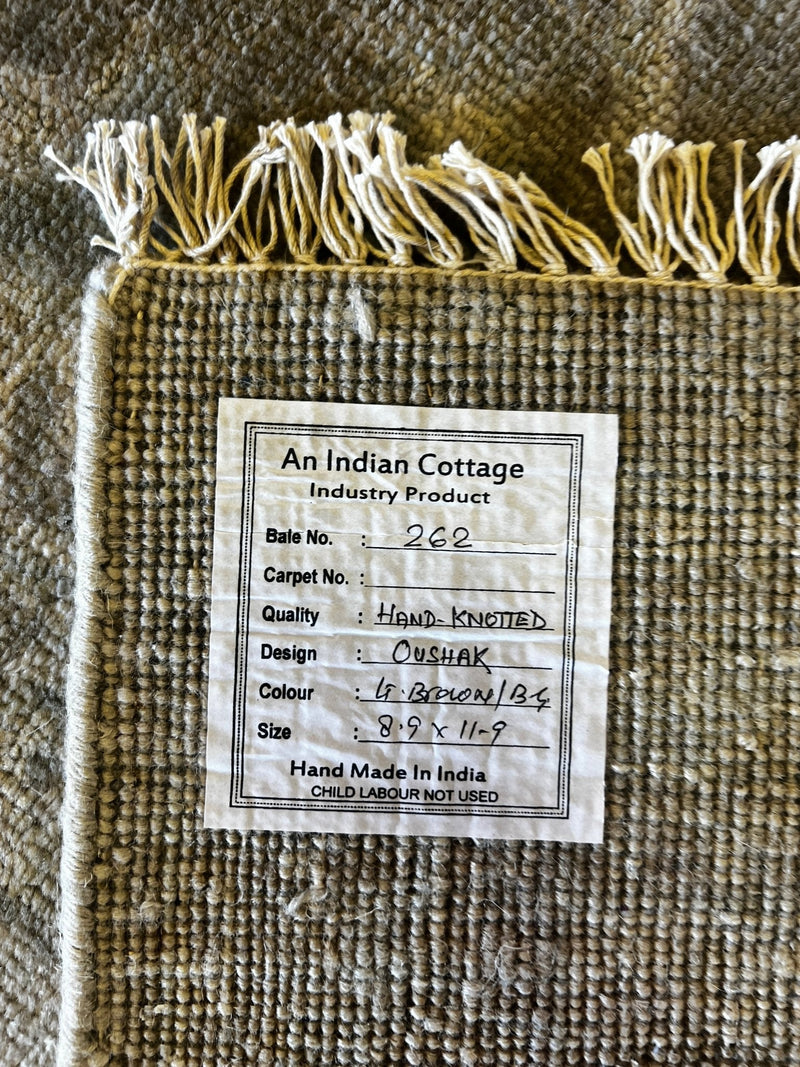 An Indian Cottage
Industry Product
Bale No. : 262
Carpet No. :
Quality : HAND-KNOTTED
Design : OUSHAK
Colour : LT. BROWN/BG
Size : 8.9 x 11-9
Hand Made In India
CHILD LABOUR NOT USED